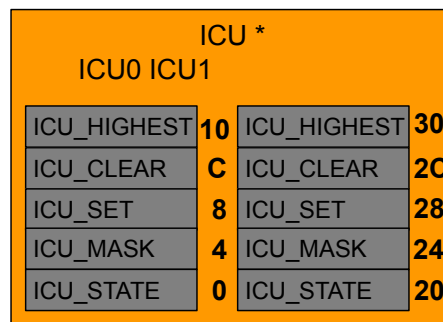 ICU *
ICU0 ICU1
ICU_HIGHEST 10 ICU_HIGHEST 30
ICU_CLEAR C ICU_CLEAR 2C
ICU_SET 8 ICU_SET 28
ICU_MASK 4 ICU_MASK 24
ICU_STATE 0 ICU_STATE 20